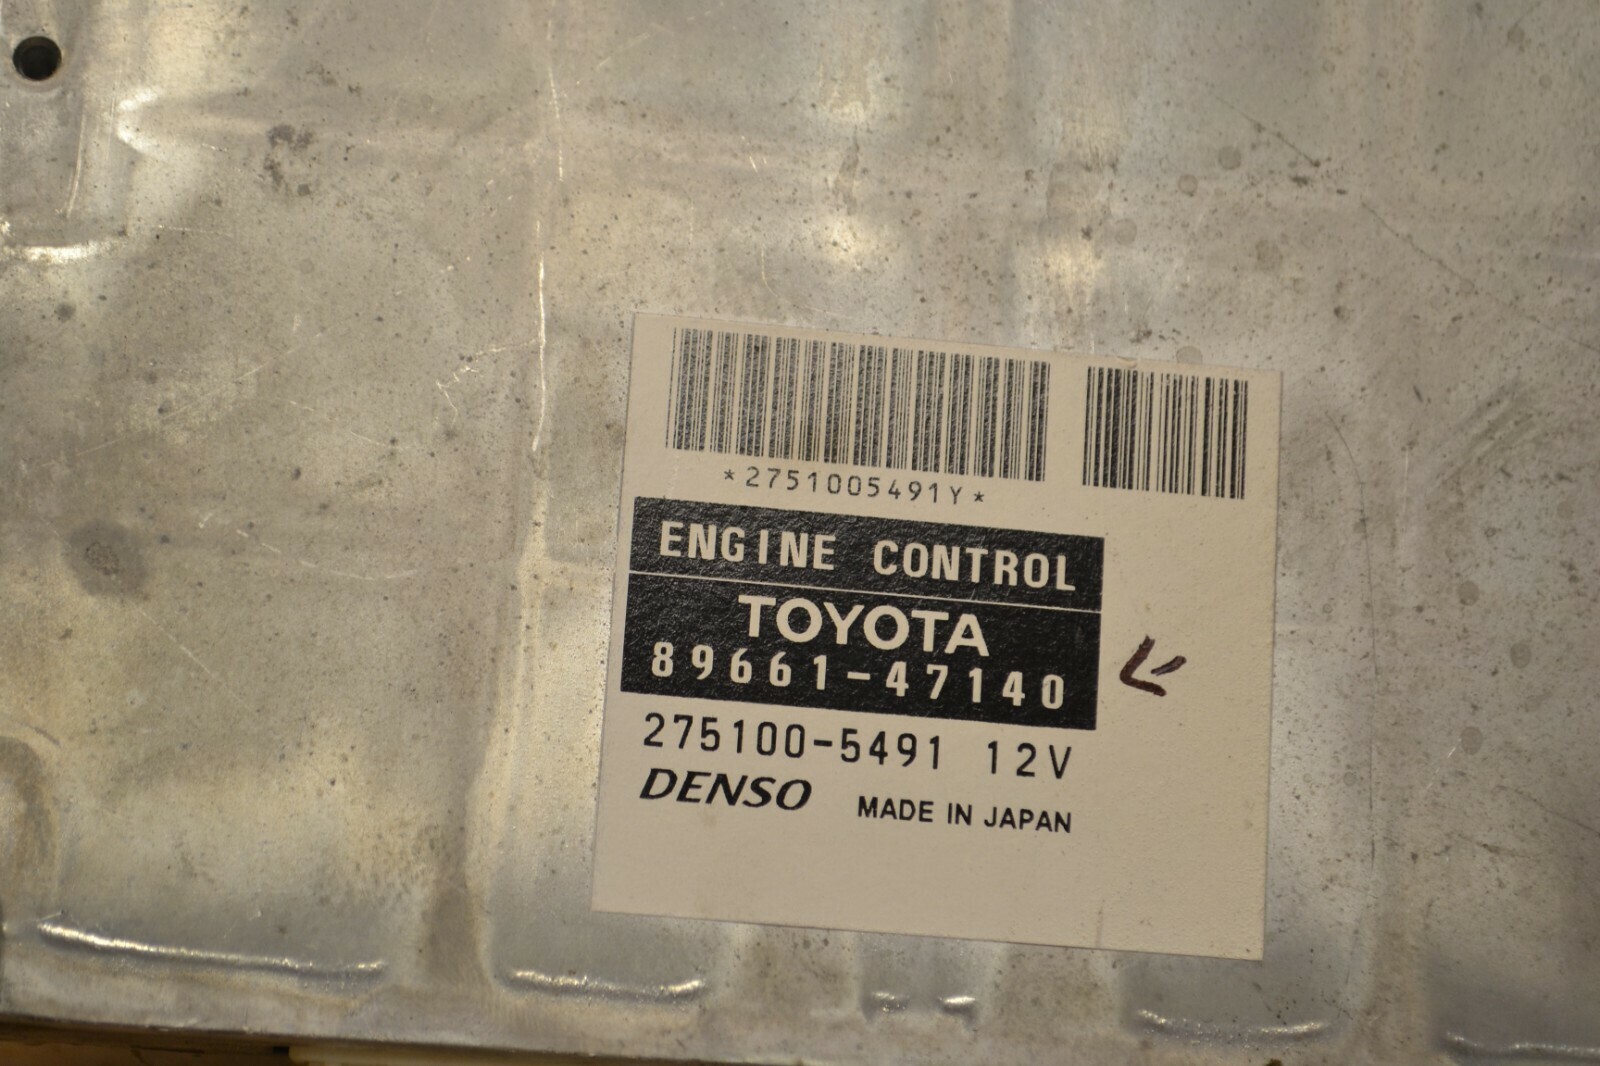 *2751005491Y*
ENGINE CONTROL
TOYOTA
89661-47140
275100-5491 12V
DENSO MADE IN JAPAN